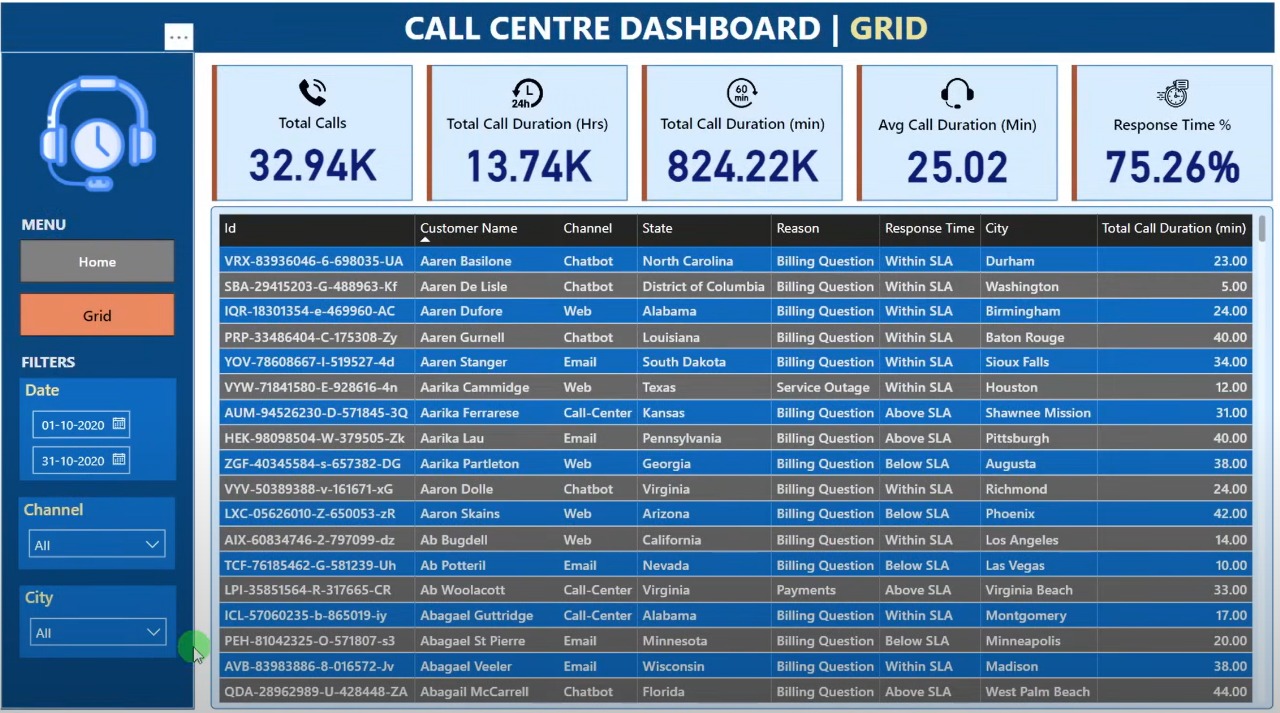 CALL CENTRE DASHBOARD | GRID
Total Calls
32.94K
24h
Total Call Duration (Hrs)
13.74K
60 min
Total Call Duration (min)
824.22K
Avg Call Duration (Min)
25.02
Response Time %
75.26%
MENU
Home
Grid
FILTERS
Date
01-10-2020
31-10-2020
Channel
All
City
All
Id Customer Name Channel State Reason Response Time City Total Call Duration (min)
VRX-83936046-6-698035-UA Aaren Basilone Chatbot North Carolina Billing Question Within SLA Durham 23.00
SBA-29415203-G-488963-Kf Aaren De Lisle Chatbot District of Columbia Billing Question Within SLA Washington 5.00
IQR-18301354-e-469960-AC Aaren Dufore Web Alabama Billing Question Within SLA Birmingham 24.00
PRP-33486404-C-175308-Zy Aaren Gurnell Chatbot Louisiana Billing Question Within SLA Baton Rouge 40.00
YOV-78608667-I-519527-4d Aaren Stanger Email South Dakota Billing Question Within SLA Sioux Falls 34.00
VYW-71841580-E-928616-4n Aarika Cammidge Web Texas Service Outage Within SLA Houston 12.00
AUM-94526230-D-571845-3Q Aarika Ferrarese Call-Center Kansas Billing Question Above SLA Shawnee Mission 31.00
HEK-98098504-W-379505-Zk Aarika Lau Email Pennsylvania Billing Question Above SLA Pittsburgh 40.00
ZGF-40345584-s-657382-DG Aarika Partleton Web Georgia Billing Question Below SLA Augusta 38.00
VYV-50389388-v-161671-xG Aaron Dolle Chatbot Virginia Billing Question Within SLA Richmond 24.00
LXC-05626010-Z-650053-zR Aaron Skains Web Arizona Billing Question Below SLA Phoenix 42.00
AIX-60834746-2-797099-dz Ab Bugdell Web California Billing Question Within SLA Los Angeles 14.00
TCF-76185462-G-581239-Uh Ab Potteril Email Nevada Billing Question Below SLA Las Vegas 10.00
LPI-35851564-R-317665-CR Ab Woolacott Call-Center Virginia Payments Above SLA Virginia Beach 33.00
ICL-57060235-b-865019-iy Abagael Guttridge Call-Center Alabama Billing Question Within SLA Montgomery 17.00
PEH-81042325-O-571807-s3 Abagael St Pierre Email Minnesota Billing Question Below SLA Minneapolis 20.00
AVB-83983886-8-016572-Jv Abagael Veeler Email Wisconsin Billing Question Within SLA Madison 38.00
QDA-28962989-U-428448-ZA Abagail McCarrell Chatbot Florida Billing Question Above SLA West Palm Beach 44.00